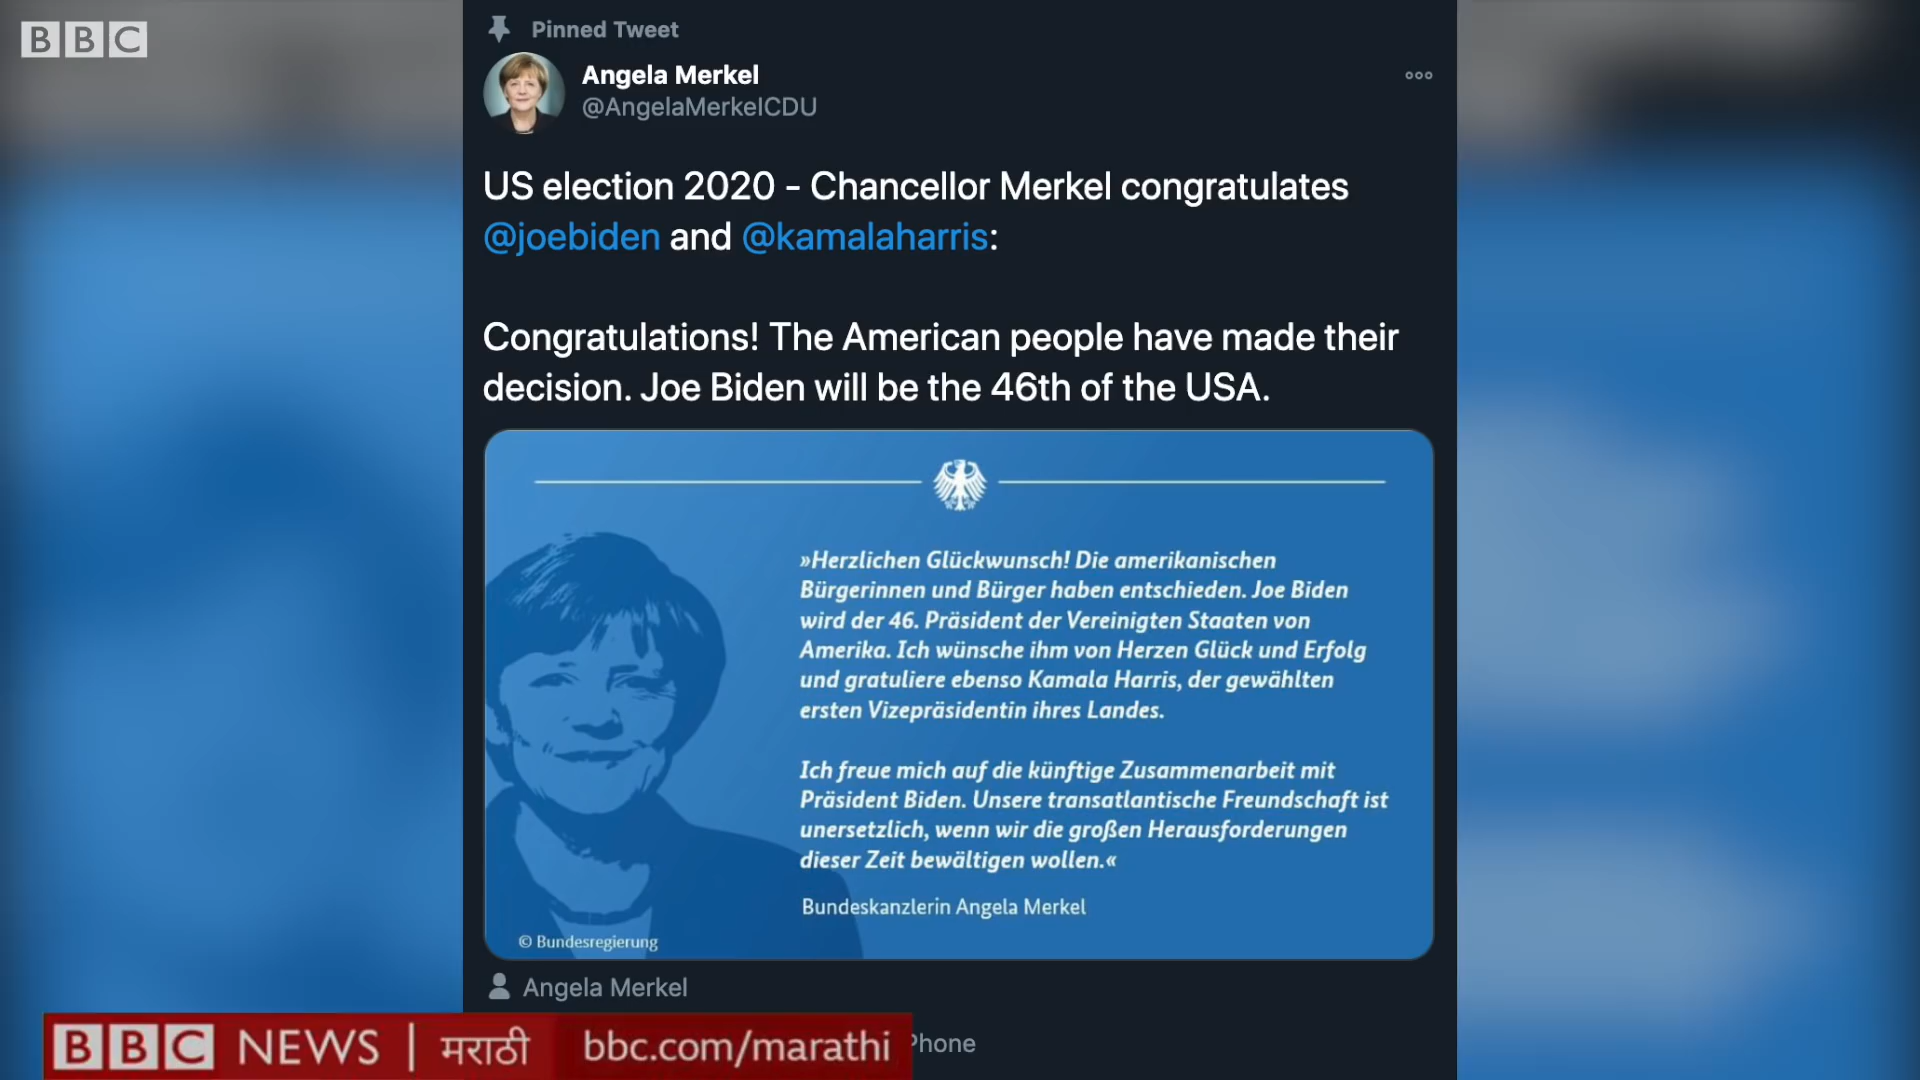 BBC
Pinned Tweet
Angela Merkel
@AngelaMerkelCDU
US election 2020 - Chancellor Merkel congratulates
@joebiden and @kamalaharris:
Congratulations! The American people have made their
decision. Joe Biden will be the 46th of the USA.
»Herzlichen Glückwunsch! Die amerikanischen
Bürgerinnen und Bürger haben entschieden. Joe Biden
wird der 46. Präsident der Vereinigten Staaten von
Amerika. Ich wünsche ihm von Herzen Glück und Erfolg
und gratuliere ebenso Kamala Harris, der gewählten
ersten Vizepräsidentin ihres Landes.
Ich freue mich auf die künftige Zusammenarbeit mit
Präsident Biden. Unsere transatlantische Freundschaft ist
unersetzlich, wenn wir die großen Herausforderungen
dieser Zeit bewältigen wollen.«
Bundeskanzlerin Angela Merkel
© Bundesregierung
Angela Merkel
BBC NEWS | मराठी bbc.com/marathi